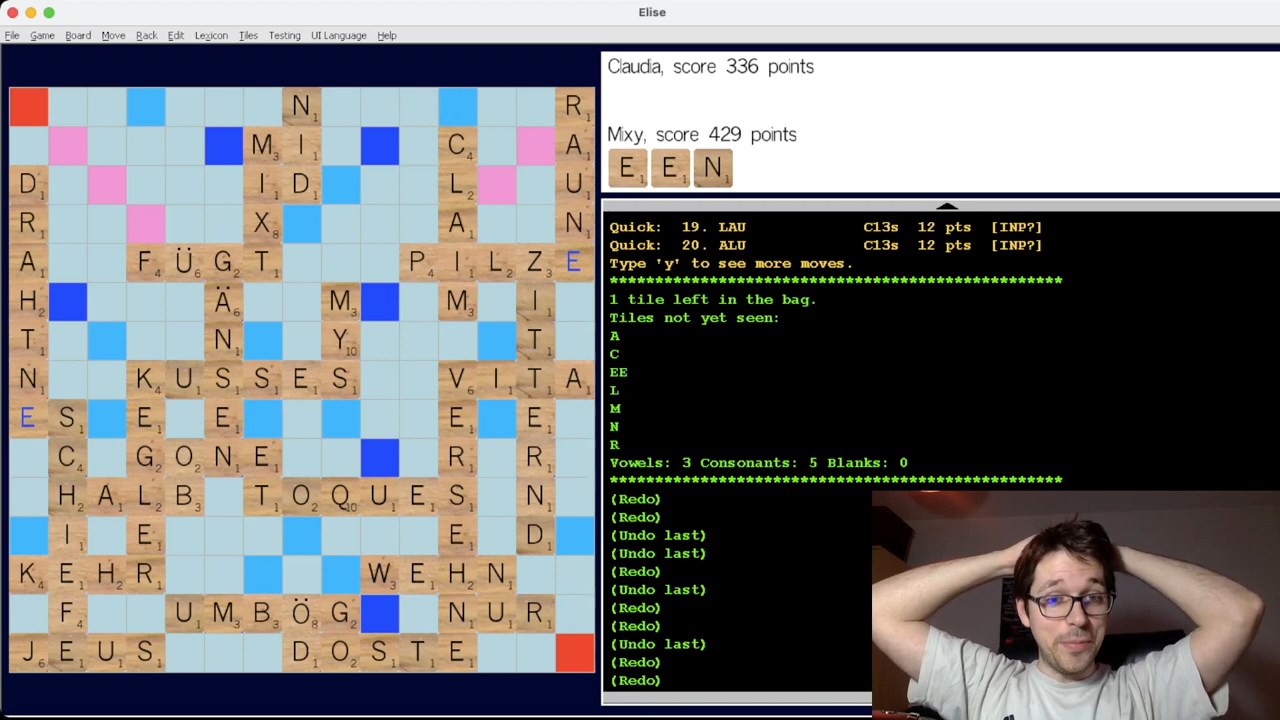 Elise
File Game Board Move Rack Edit Lexicon Tiles Testing UI Language Help
N R
M I C A
D I D L U
R X A N
A F Ü G T P I L Z E
H Ä M M I
T N Y T
N K U S S E S V I T A
E S E E E E
C G O N E R R
H A L B T O Q U E S N
I E E D
K E H R W E H N
F U M B Ö G N U R
J E U S D O S T E
Claudia, score 336 points
Mixy, score 429 points
E E N
Quick: 19. LAU C13s 12 pts [INP?]
Quick: 20. ALU C13s 12 pts [INP?]
Type 'y' to see more moves.
**************************************************
1 tile left in the bag.
Tiles not yet seen:
A
C
EE
L
M
N
R
Vowels: 3 Consonants: 5 Blanks: 0
**************************************************
(Redo)
(Redo)
(Undo last)
(Undo last)
(Redo)
(Undo last)
(Redo)
(Redo)
(Undo last)
(Redo)
(Redo)